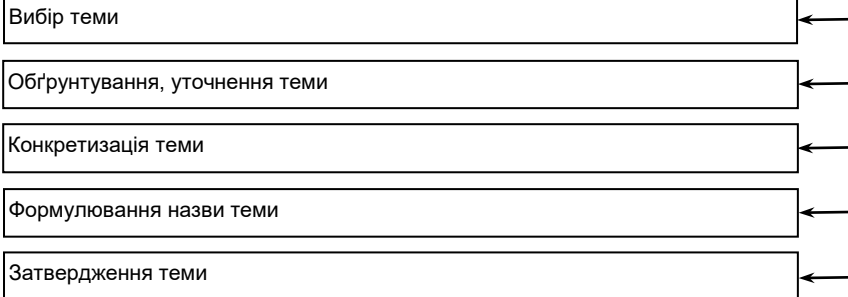 Вибір теми
Обґрунтування, уточнення теми
Конкретизація теми
Формулювання назви теми
Затвердження теми